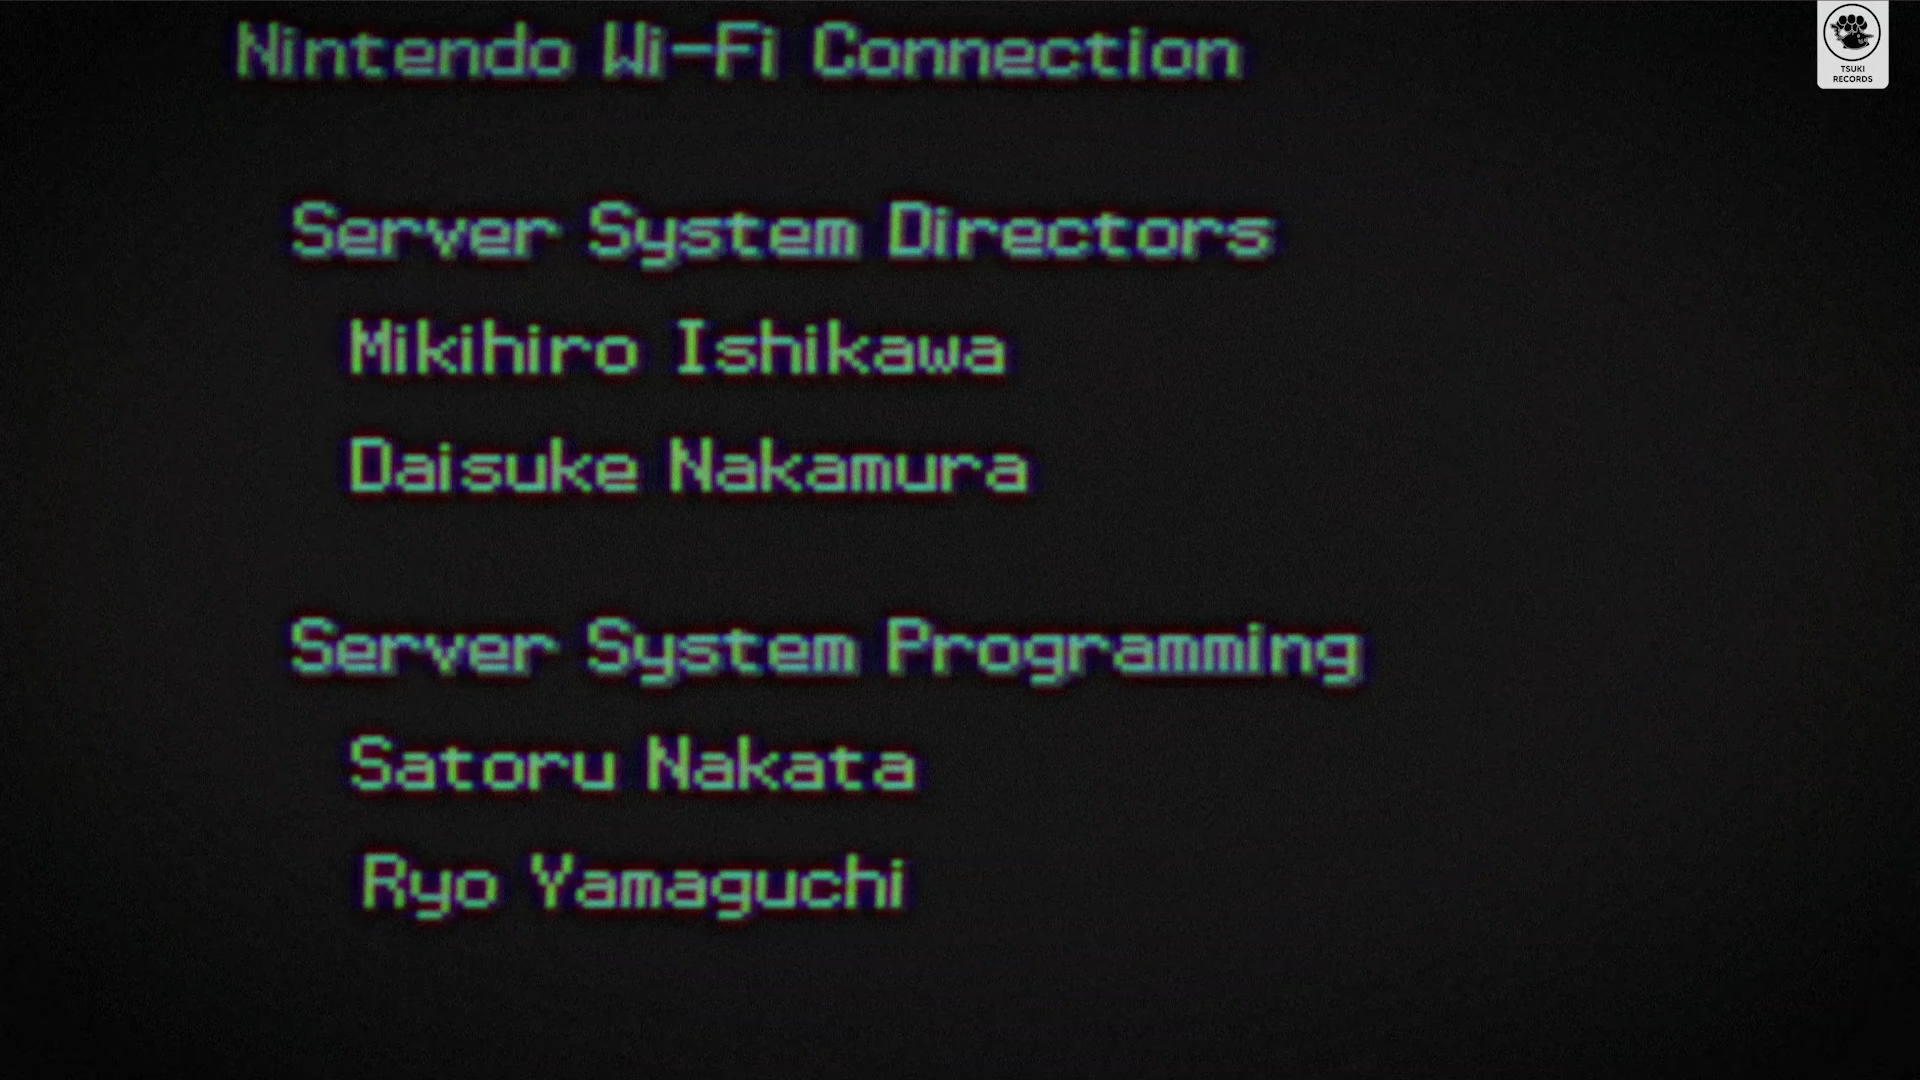 Nintendo Wi-Fi Connection
TSUKI
RECORDS
Server System Directors
Mikihiro Ishikawa
Daisuke Nakamura
Server System Programming
Satoru Nakata
Ryo Yamaguchi